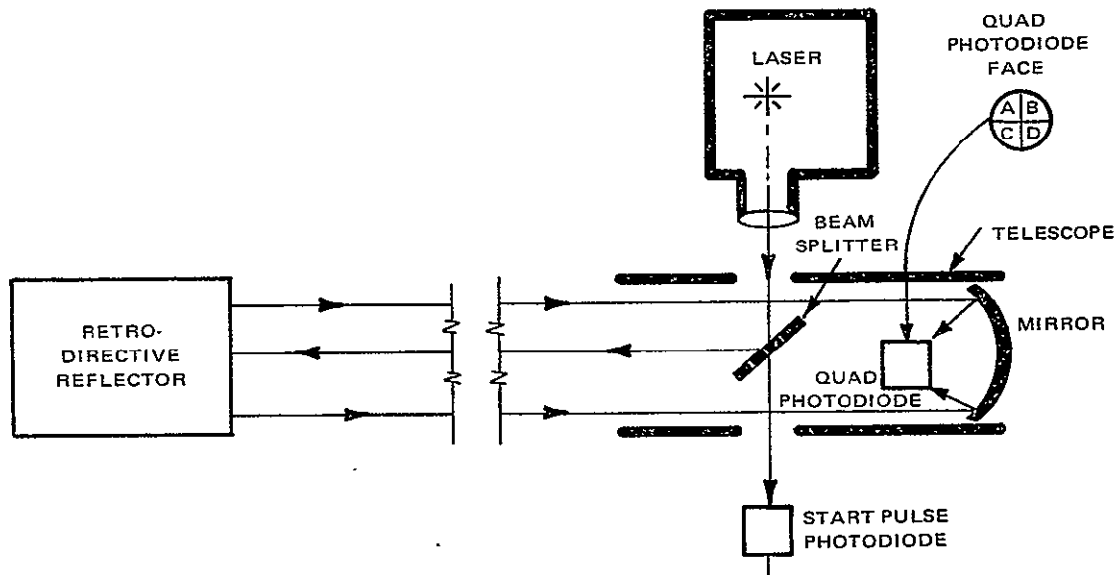 QUAD
PHOTODIODE
FACE
LASER
A B
C D
BEAM
SPLITTER
TELESCOPE
RETRO-
DIRECTIVE
REFLECTOR
MIRROR
QUAD
PHOTODIODE
START PULSE
PHOTODIODE